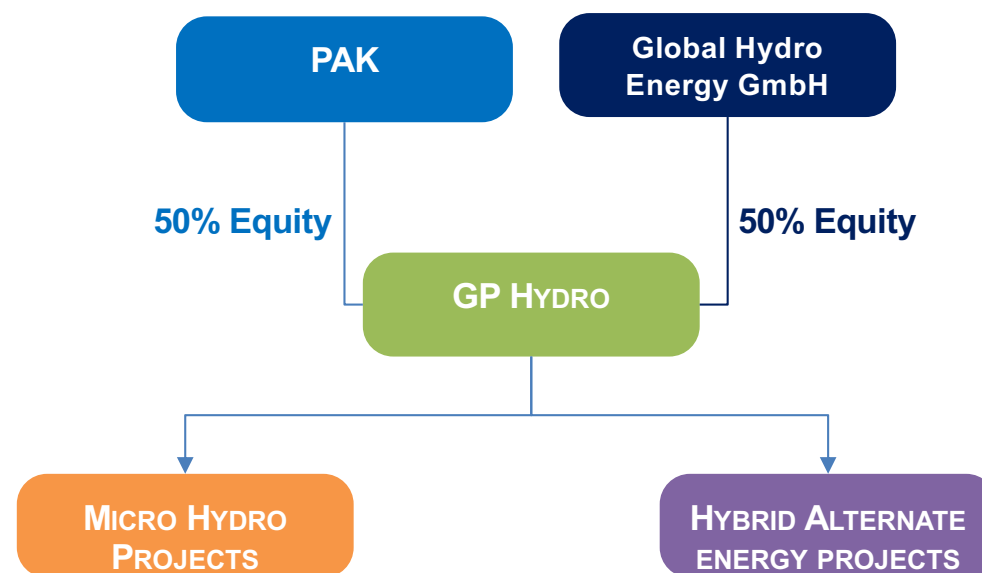 PAK
Global Hydro
Energy GmbH
50% Equity
50% Equity
GP HYDRO
MICRO HYDRO
PROJECTS
HYBRID ALTERNATE
ENERGY PROJECTS